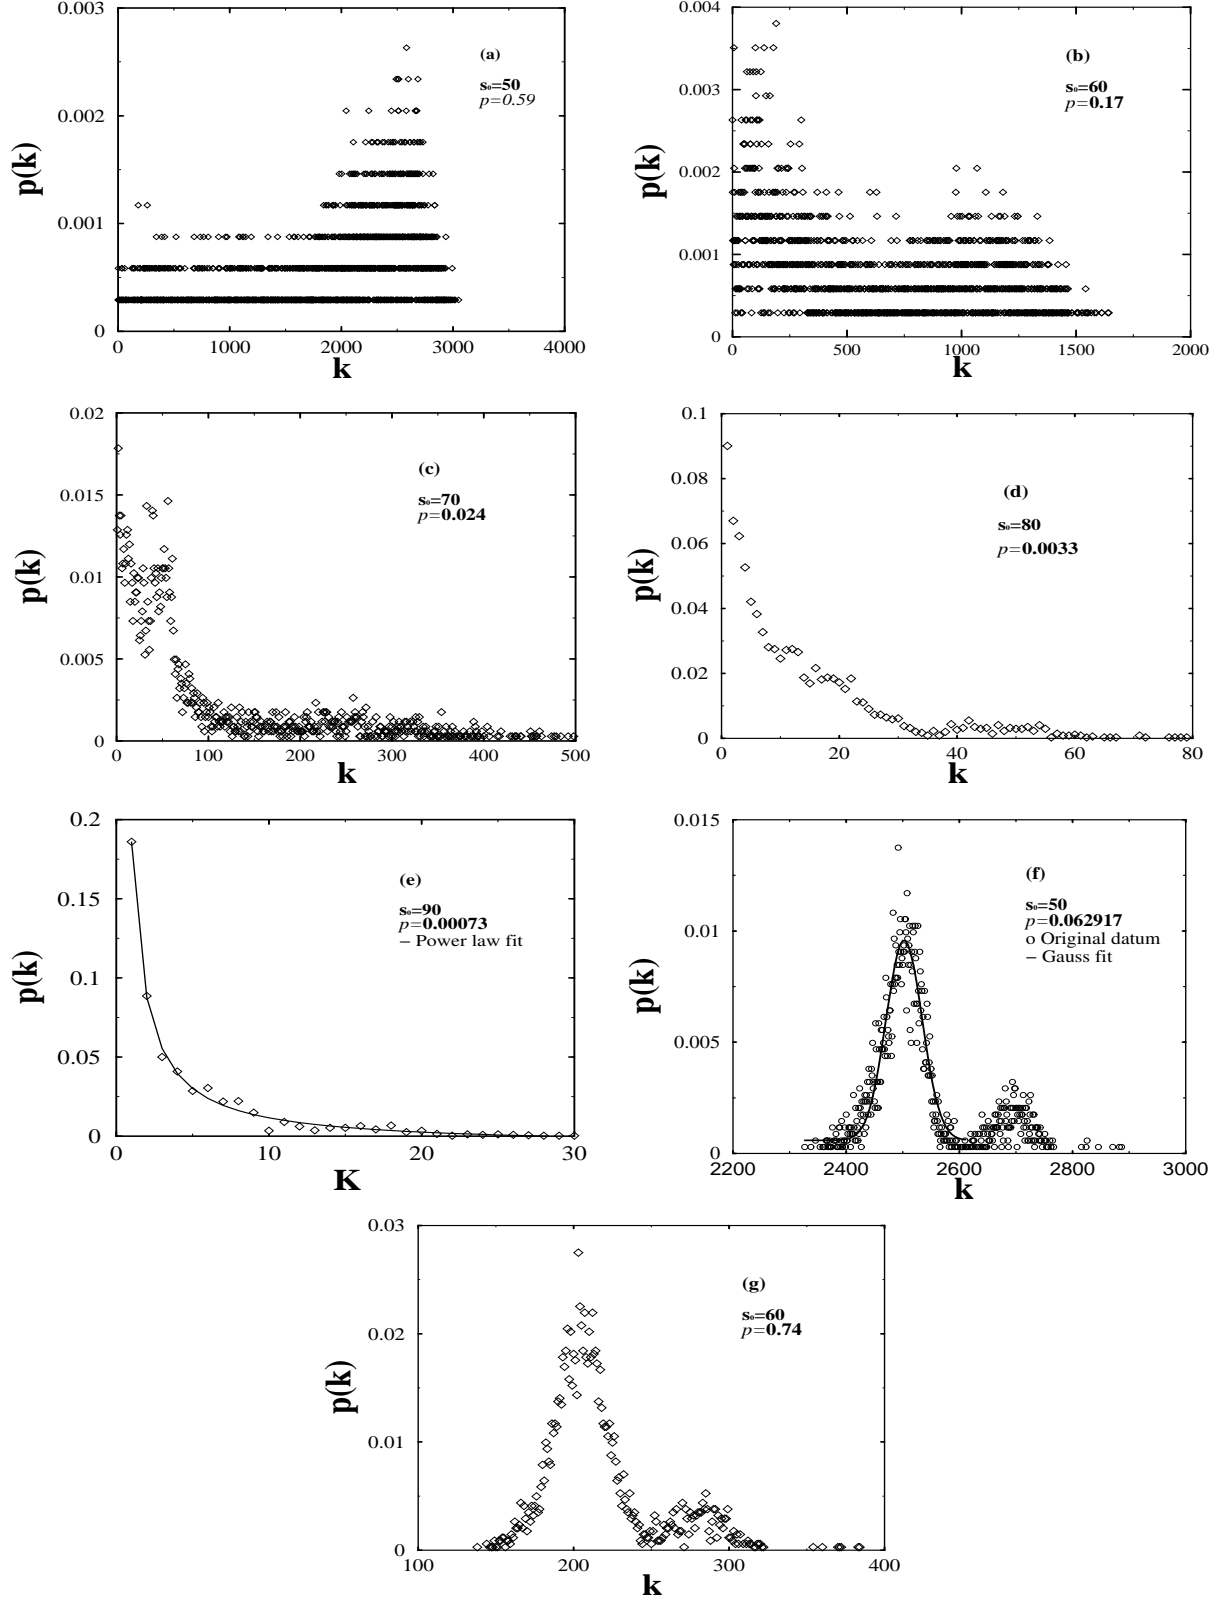 0.003
0.002
0.001
0
p(k)
(a)
s₀=50
p=0.59
0 1000 2000 3000 4000
k
0.004
0.003
0.002
0.001
0
p(k)
(b)
s₀=60
p=0.17
0 500 1000 1500 2000
k
0.02
0.015
0.01
0.005
0
p(k)
(c)
s₀=70
p=0.024
0 100 200 300 400 500
k
0.1
0.08
0.06
0.04
0.02
0
p(k)
(d)
s₀=80
p=0.0033
0 20 40 60 80
k
0.2
0.15
0.1
0.05
0
p(k)
(e)
s₀=90
p=0.00073
– Power law fit
0 10 20 30
K
0.015
0.01
0.005
0
p(k)
(f)
s₀=50
p=0.062917
o Original datum
– Gauss fit
2200 2400 2600 2800 3000
k
0.03
0.02
0.01
0
p(k)
(g)
s₀=60
p=0.74
100 200 300 400
k